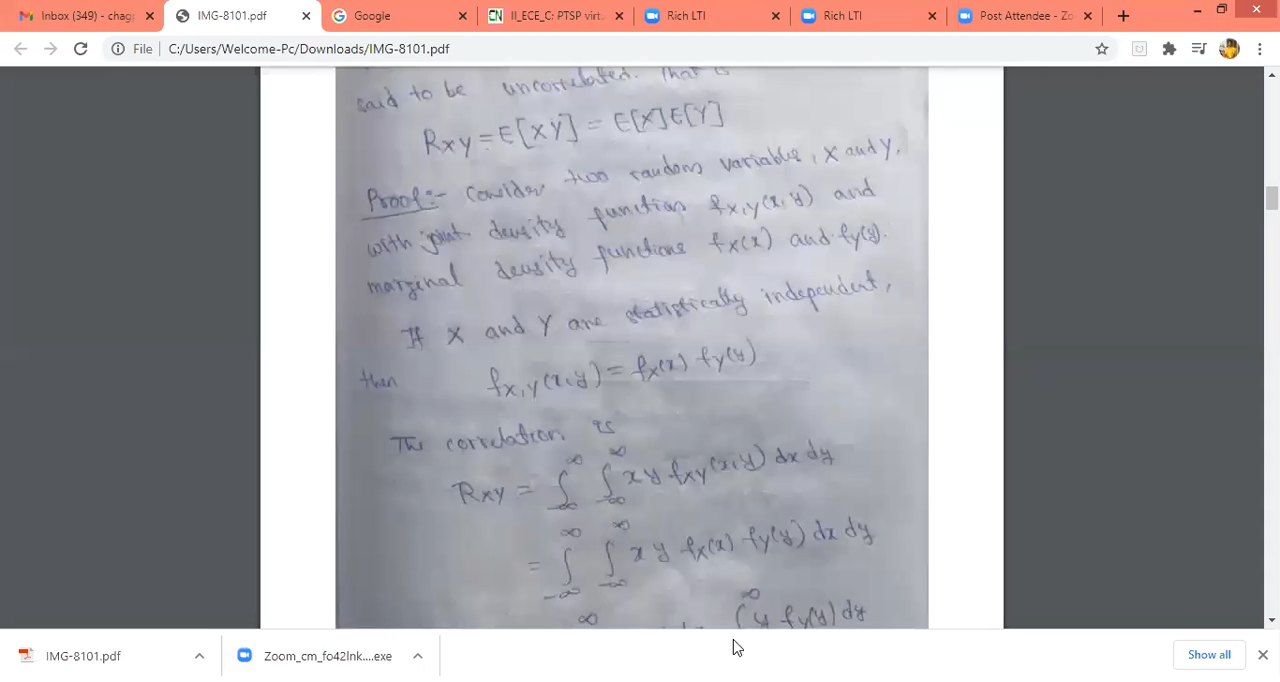 Inbox (349) - chag
IMG-8101.pdf
Google
II_ECE_C: PTSP virt
Rich LTI
Rich LTI
Post Attendee - Zo
File
C:/Users/Welcome-Pc/Downloads/IMG-8101.pdf
said to be uncorrelated. That is
Rxy = E[XY] = E[X]E[Y]
Proof:- Consider two random variable, X and Y.
with joint density function fx,y(x,y) and
marginal density functions fx(x) and fy(y).
If X and Y are statistically independent,
then fx,y(x,y) = fx(x) fy(y)
The correlation is
Rxy = ∫_{-∞}^{∞} ∫_{-∞}^{∞} x y fxy(x,y) dx dy
= ∫_{-∞}^{∞} ∫_{-∞}^{∞} x y fx(x) fy(y) dx dy
∞ ∫^{∞} y fy(y) dy
IMG-8101.pdf
Zoom_cm_fo42lnk....exe
Show all